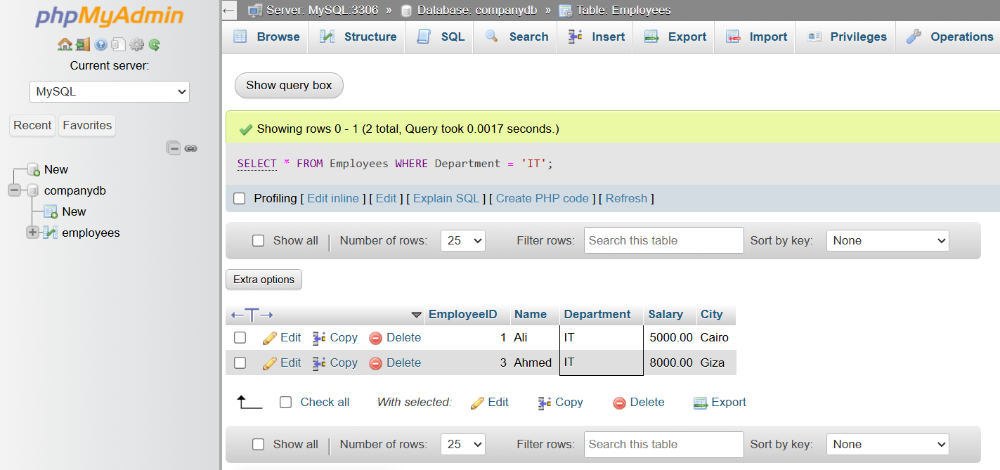 phpMyAdmin
Current server:
MySQL
Recent Favorites
New
companydb
New
employees
← Server: MySQL:3306 » Database: companydb » Table: Employees
Browse Structure SQL Search Insert Export Import Privileges Operations
Show query box
Showing rows 0 - 1 (2 total, Query took 0.0017 seconds.)
SELECT * FROM Employees WHERE Department = 'IT';
Profiling [ Edit inline ] [ Edit ] [ Explain SQL ] [ Create PHP code ] [ Refresh ]
Show all | Number of rows: 25 Filter rows: Search this table Sort by key: None
Extra options
←T→ EmployeeID Name Department Salary City
Edit Copy Delete 1 Ali IT 5000.00 Cairo
Edit Copy Delete 3 Ahmed IT 8000.00 Giza
Check all With selected: Edit Copy Delete Export
Show all | Number of rows: 25 Filter rows: Search this table Sort by key: None